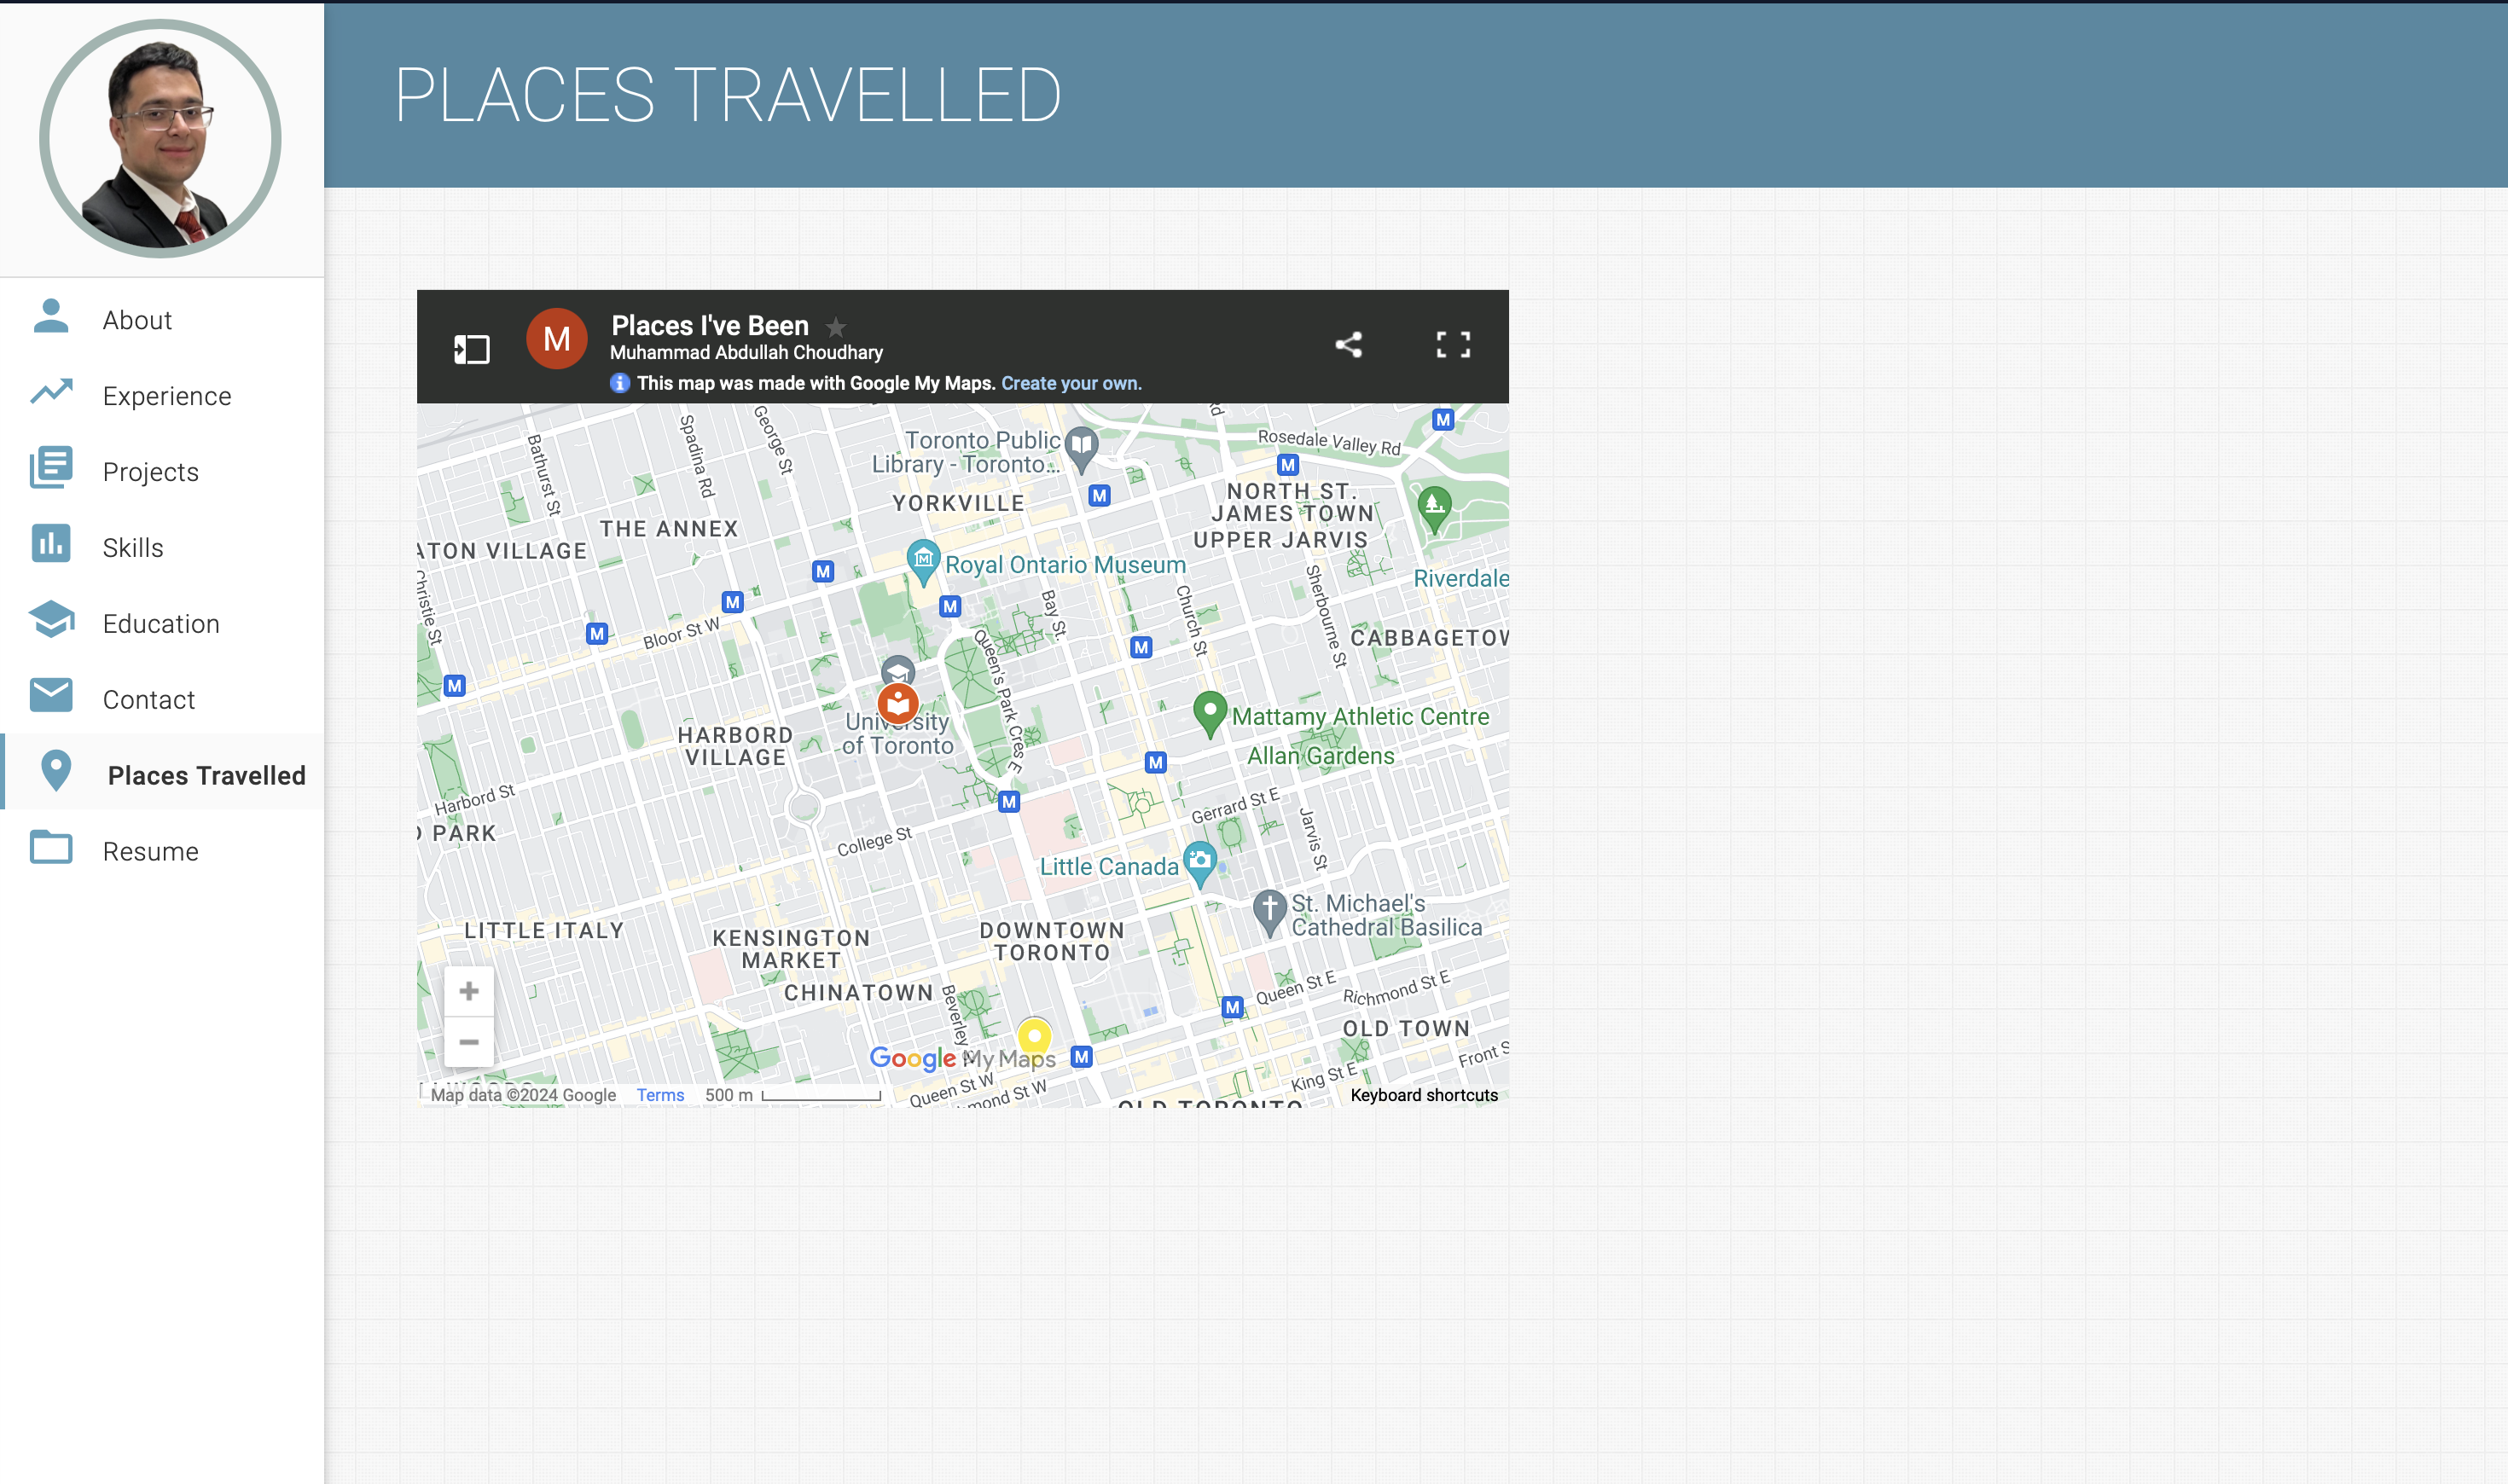 PLACES TRAVELLED
About
Experience
Projects
Skills
Education
Contact
Places Travelled
Resume
M
Places I've Been
Muhammad Abdullah Choudhary
This map was made with Google My Maps. Create your own.
Bathurst St
Spadina Rd
George St
Rd
Toronto Public
Library - Toronto...
Rosedale Valley Rd
M
M
M
YORKVILLE
NORTH ST.
JAMES TOWN
UPPER JARVIS
THE ANNEX
ATON VILLAGE
Christie St
M
Royal Ontario Museum
Riverdale
M
M
M
Bloor St W
Bay St.
Church St
Sherbourne St
CABBAGETOW
M
M
Queen's Park Cres E
University
of Toronto
HARBORD
VILLAGE
Mattamy Athletic Centre
Allan Gardens
M
M
Harbord St
PARK
College St
Gerrard St E
Jarvis St
Little Canada
St. Michael's
Cathedral Basilica
LITTLE ITALY
KENSINGTON
MARKET
DOWNTOWN
TORONTO
CHINATOWN
Beverley
Queen St E
Richmond St E
M
OLD TOWN
Front S
King St E
M
+
−
Google My Maps
Queen St W
mond St W
OLD TORONTO
Map data ©2024 Google
Terms
500 m
Keyboard shortcuts